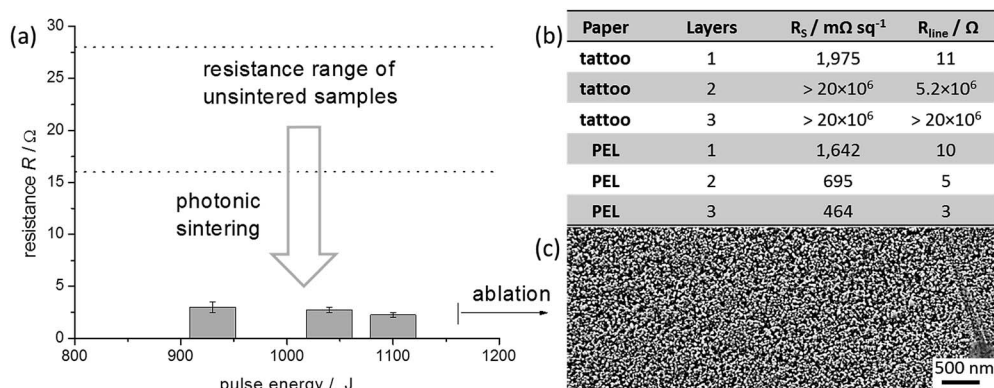 (a)
30
25
20
15
10
5
0
resistance R / Ω
resistance range of
unsintered samples
photonic
sintering
ablation
800 900 1000 1100 1200
pulse energy / J
(b)
Paper Layers R_S / mΩ sq⁻¹ R_line / Ω
tattoo 1 1,975 11
tattoo 2 > 20×10⁶ 5.2×10⁶
tattoo 3 > 20×10⁶ > 20×10⁶
PEL 1 1,642 10
PEL 2 695 5
PEL 3 464 3
(c)
500 nm